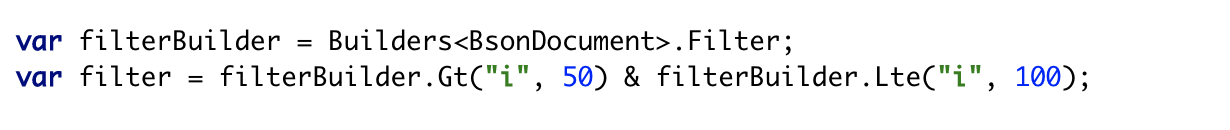 var filterBuilder = Builders<BsonDocument>.Filter;
var filter = filterBuilder.Gt("i", 50) & filterBuilder.Lte("i", 100);